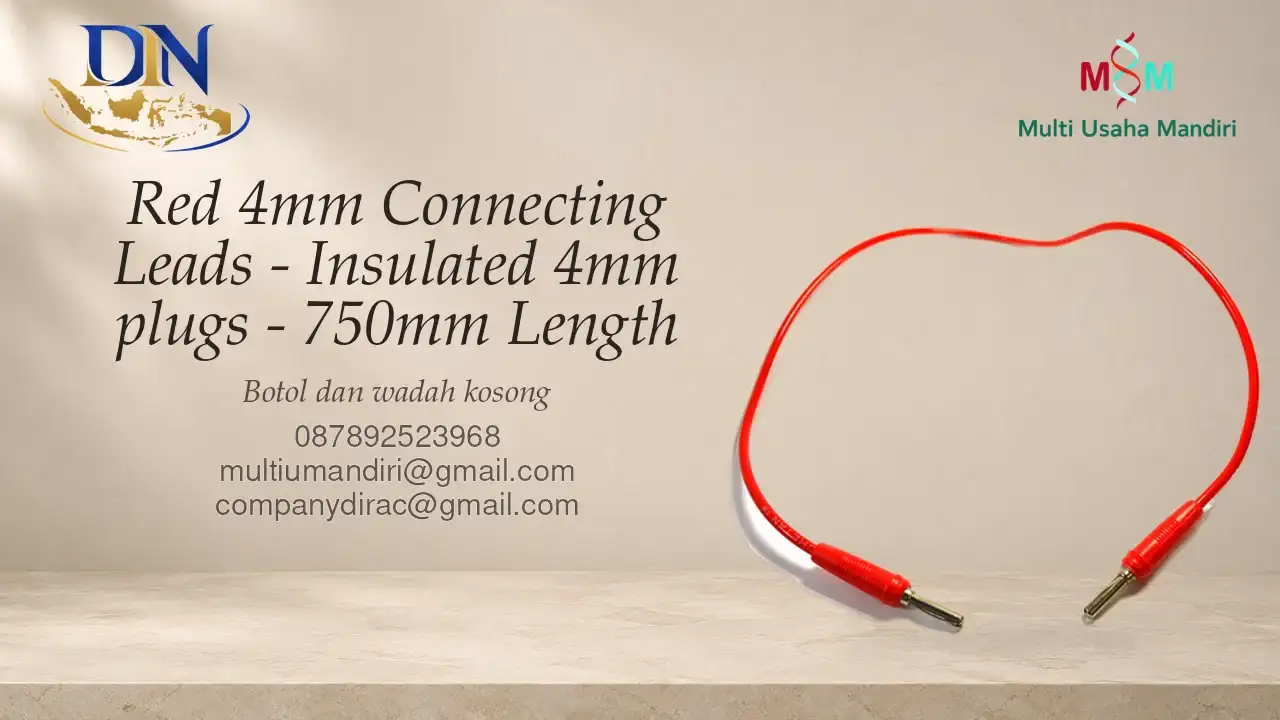 DIN
MSM
Multi Usaha Mandiri
Red 4mm Connecting
Leads - Insulated 4mm
plugs - 750mm Length
Botol dan wadah kosong
087892523968
multiumandiri@gmail.com
companydirac@gmail.com